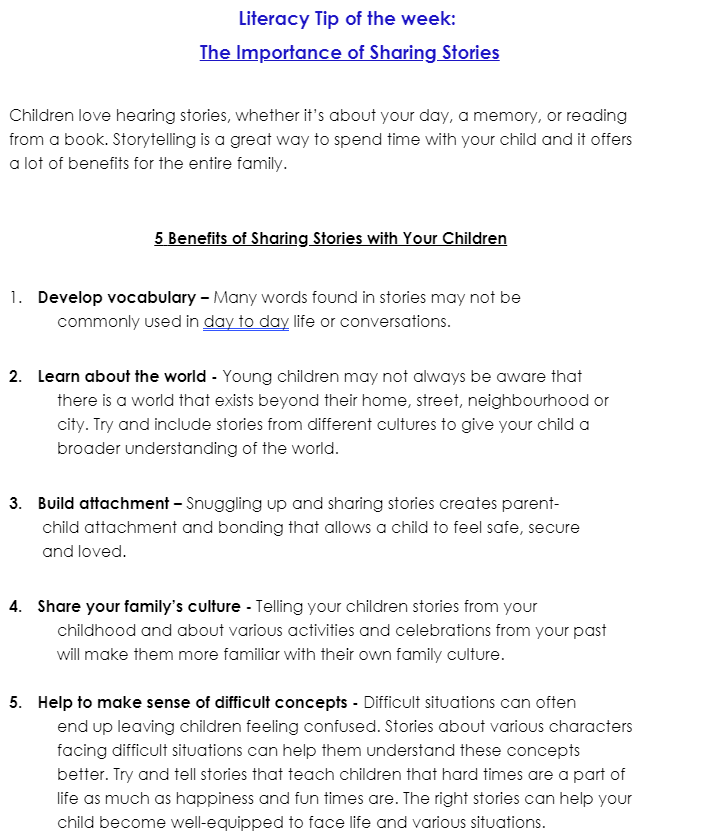 Literacy Tip of the week:
The Importance of Sharing Stories
Children love hearing stories, whether it's about your day, a memory, or reading
from a book. Storytelling is a great way to spend time with your child and it offers
a lot of benefits for the entire family.
5 Benefits of Sharing Stories with Your Children
1. Develop vocabulary – Many words found in stories may not be
commonly used in day to day life or conversations.
2. Learn about the world - Young children may not always be aware that
there is a world that exists beyond their home, street, neighbourhood or
city. Try and include stories from different cultures to give your child a
broader understanding of the world.
3. Build attachment – Snuggling up and sharing stories creates parent-
child attachment and bonding that allows a child to feel safe, secure
and loved.
4. Share your family's culture - Telling your children stories from your
childhood and about various activities and celebrations from your past
will make them more familiar with their own family culture.
5. Help to make sense of difficult concepts - Difficult situations can often
end up leaving children feeling confused. Stories about various characters
facing difficult situations can help them understand these concepts
better. Try and tell stories that teach children that hard times are a part of
life as much as happiness and fun times are. The right stories can help your
child become well-equipped to face life and various situations.